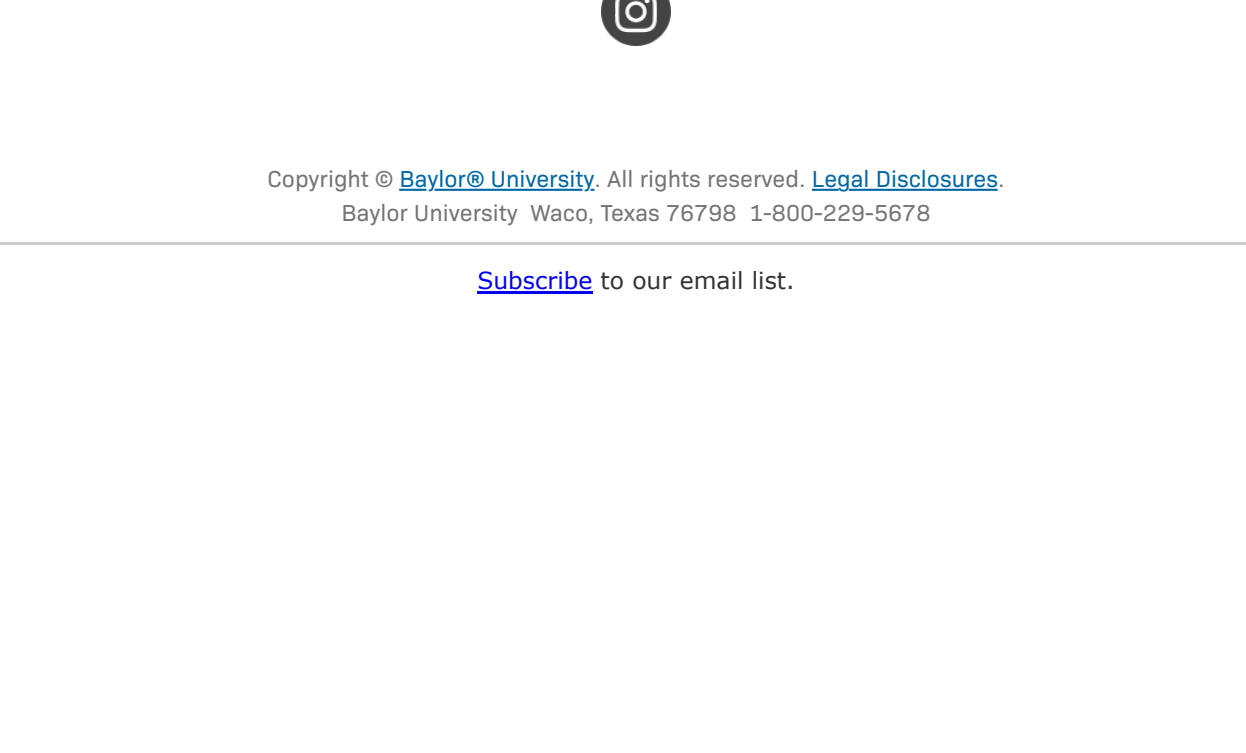 Copyright © Baylor® University. All rights reserved. Legal Disclosures.
Baylor University Waco, Texas 76798 1-800-229-5678
Subscribe to our email list.